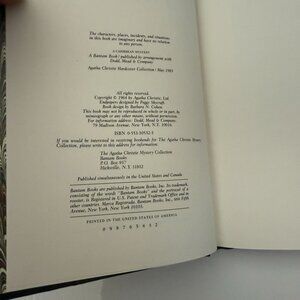 The characters, places, incidents, and situations
in this book are imaginary and have no relation
to any person.
A CARIBBEAN MYSTERY
A Bantam Book / published by arrangement with
Dodd, Mead & Company
Agatha Christie Hardcover Collection / May 1985
All rights reserved.
Copyright © 1964 by Agatha Christie, Ltd.
Endpapers designed by Peggy Skycraft.
Book design by Barbara N. Cohen.
This book may not be reproduced in whole or in part, by
mimeograph or any other means, without permission.
For information address: Dodd, Mead & Company
79 Madison Avenue, New York, N.Y. 10016
ISBN 0-553-
If you would be interested in receiving bookends for The Agatha Christie Mystery
Collection, please write to this address for information:
The Agatha Christie Mystery Collection
Bantam Books
P.O. Box 957
Hicksville, N.Y. 11802
Published simultaneously in the United States and Canada
Bantam Books are published by Bantam Books, Inc. Its trademark,
consisting of the words "Bantam Books" and the portrayal of a
rooster, is Registered in U.S. Patent and Trademark Office and in
other countries. Marca Registrada. Bantam Books, Inc., 666 Fifth
Avenue, New York, New York 10103.
PRINTED IN THE UNITED STATES OF AMERICA